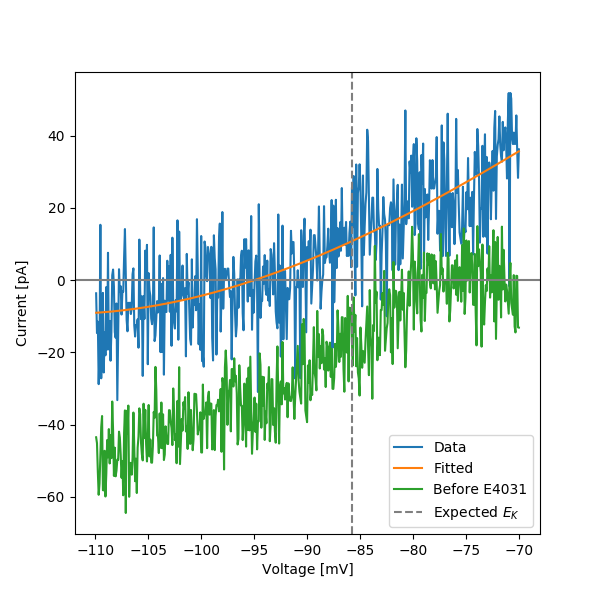 Current [pA]
40
20
0
−20
−40
−60
Data
Fitted
Before E4031
Expected $E_K$
−110 −105 −100 −95 −90 −85 −80 −75 −70
Voltage [mV]